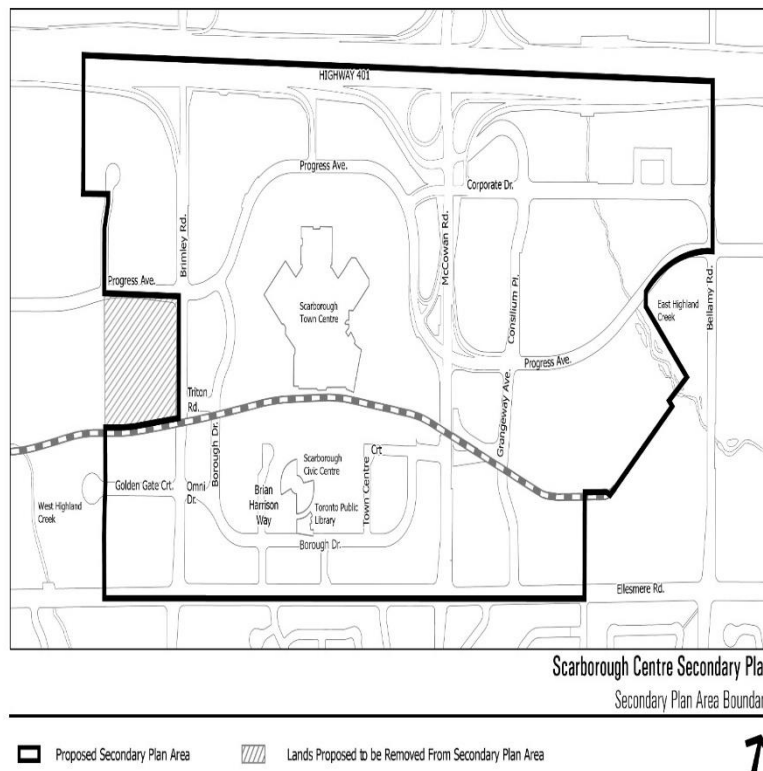 HIGHWAY 401
Progress Ave.
Corporate Dr.
Brimley Rd.
McCowan Rd.
Consilium Pl.
Bellamy Rd.
Progress Ave.
East Highland
Creek
Scarborough
Town Centre
Progress Ave.
Triton
Rd.
Grangeway Ave.
Borough Dr.
Scarborough
Civic Centre
Town Centre
Crt
Golden Gate Crt.
Omni
Dr.
Brian
Harrison
Way
Toronto Public
Library
West Highland
Creek
Borough Dr.
Ellesmere Rd.
Scarborough Centre Secondary Pla
Secondary Plan Area Boundar
Proposed Secondary Plan Area
Lands Proposed to be Removed From Secondary Plan Area